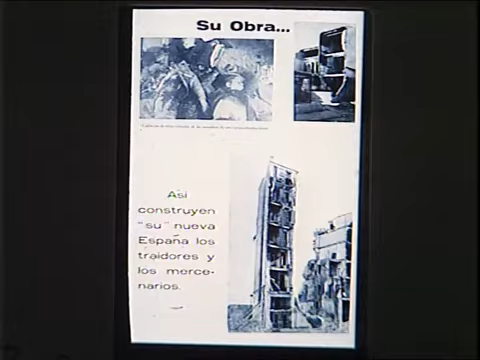 Su Obra...
Así
construyen
"su" nueva
España los
traidores y
los merce-
narios.